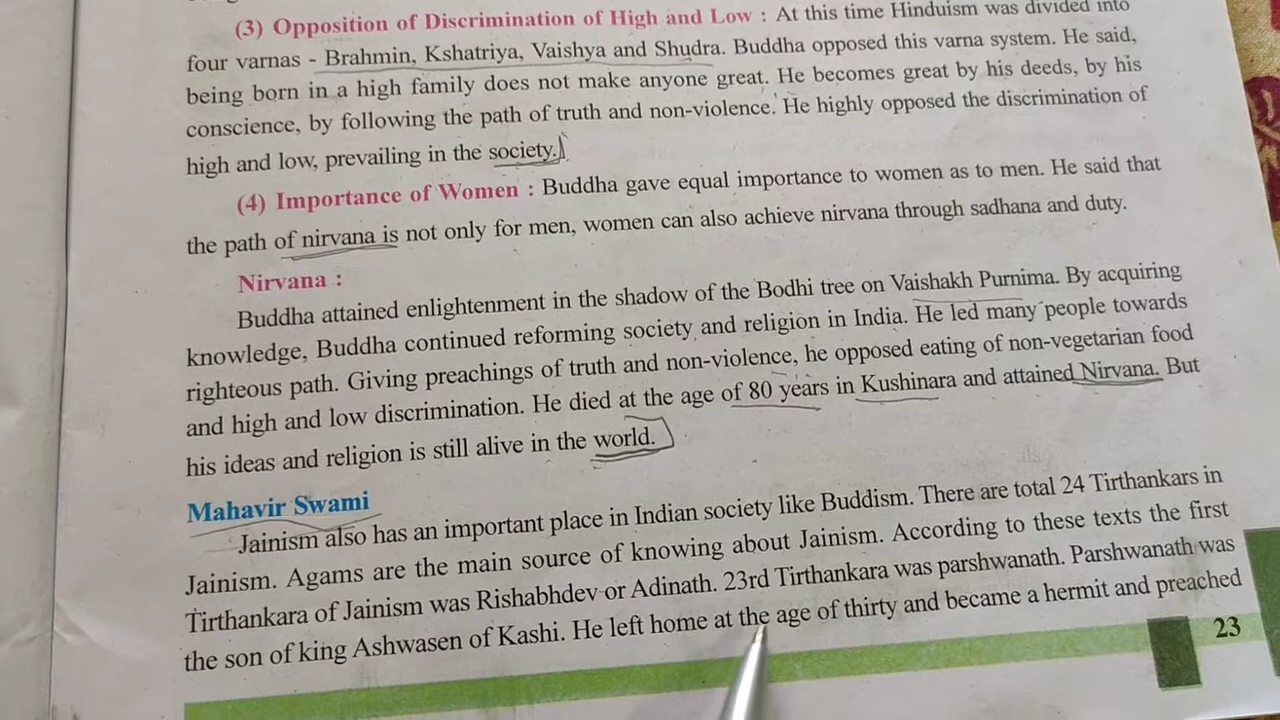 (3) Opposition of Discrimination of High and Low : At this time Hinduism was divided into
four varnas - Brahmin, Kshatriya, Vaishya and Shudra. Buddha opposed this varna system. He said,
being born in a high family does not make anyone great. He becomes great by his deeds, by his
conscience, by following the path of truth and non-violence. He highly opposed the discrimination of
high and low, prevailing in the society.
(4) Importance of Women : Buddha gave equal importance to women as to men. He said that
the path of nirvana is not only for men, women can also achieve nirvana through sadhana and duty.
Nirvana :
Buddha attained enlightenment in the shadow of the Bodhi tree on Vaishakh Purnima. By acquiring
knowledge, Buddha continued reforming society and religion in India. He led many people towards
righteous path. Giving preachings of truth and non-violence, he opposed eating of non-vegetarian food
and high and low discrimination. He died at the age of 80 years in Kushinara and attained Nirvana. But
his ideas and religion is still alive in the world.
Mahavir Swami
Jainism also has an important place in Indian society like Buddism. There are total 24 Tirthankars in
Jainism. Agams are the main source of knowing about Jainism. According to these texts the first
Tirthankara of Jainism was Rishabhdev or Adinath. 23rd Tirthankara was parshwanath. Parshwanath was
the son of king Ashwasen of Kashi. He left home at the age of thirty and became a hermit and preached
23